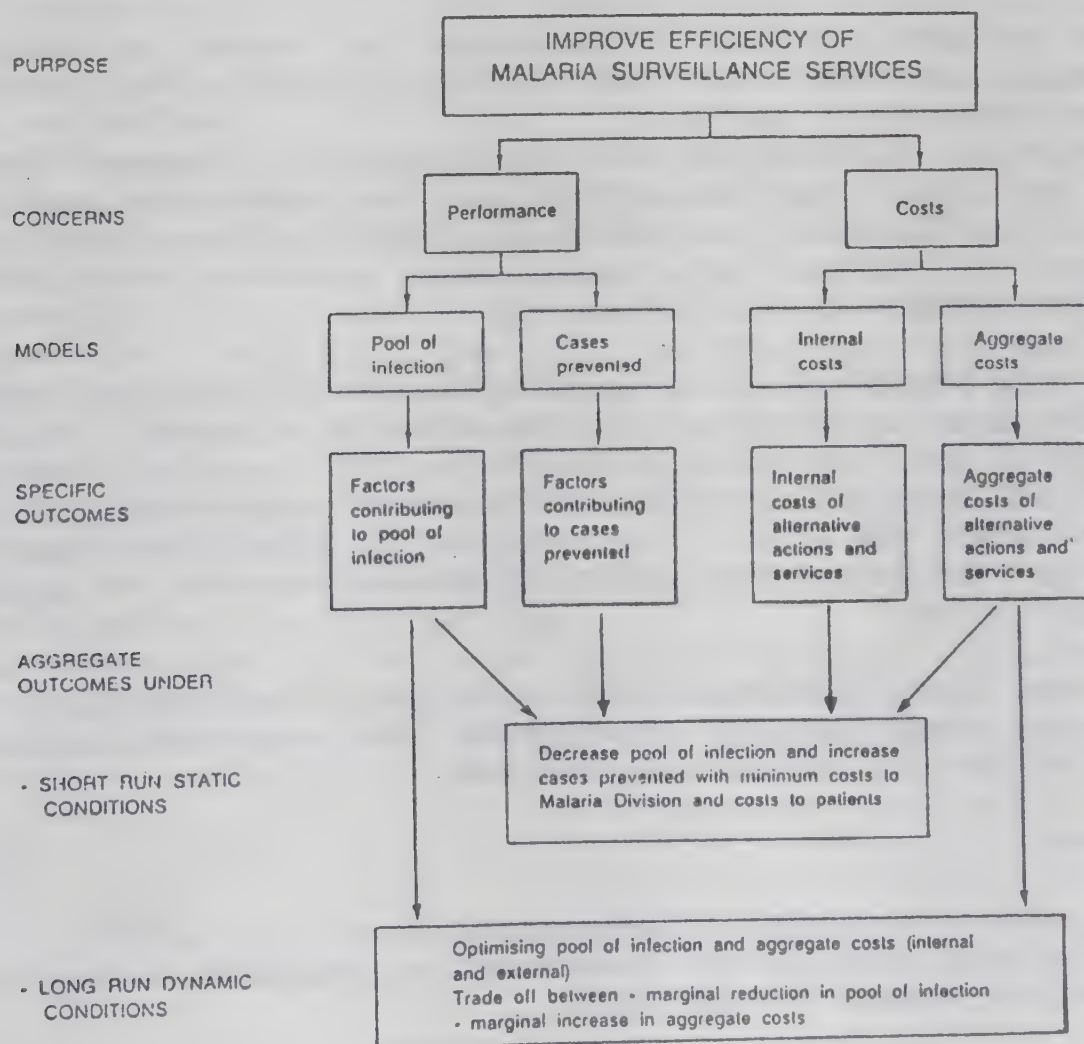 PURPOSE
IMPROVE EFFICIENCY OF
MALARIA SURVEILLANCE SERVICES
CONCERNS
Performance
Costs
MODELS
Pool of
infection
Cases
prevented
Internal
costs
Aggregate
costs
SPECIFIC
OUTCOMES
Factors
contributing
to pool of
infection
Factors
contributing
to cases
prevented
Internal
costs of
alternative
actions and
services
Aggregate
costs of
alternative
actions and
services
AGGREGATE
OUTCOMES UNDER
• SHORT RUN STATIC
CONDITIONS
Decrease pool of infection and increase
cases prevented with minimum costs to
Malaria Division and costs to patients
• LONG RUN DYNAMIC
CONDITIONS
Optimising pool of infection and aggregate costs (internal
and external)
Trade off between • marginal reduction in pool of infection
• marginal increase in aggregate costs